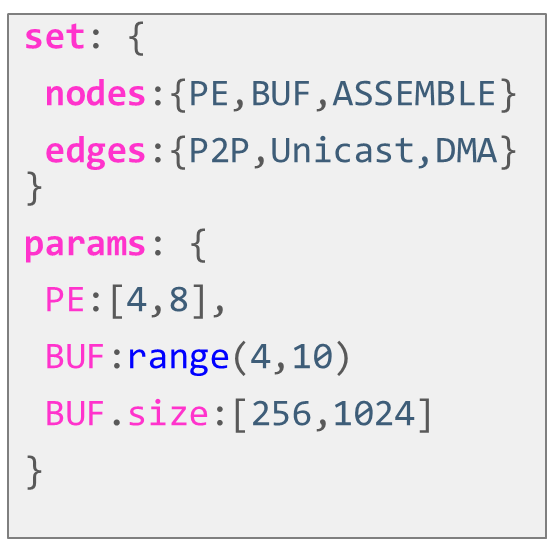 set: {
nodes:{PE,BUF,ASSEMBLE}
edges:{P2P,Unicast,DMA}
}
params: {
PE:[4,8],
BUF:range(4,10)
BUF.size:[256,1024]
}